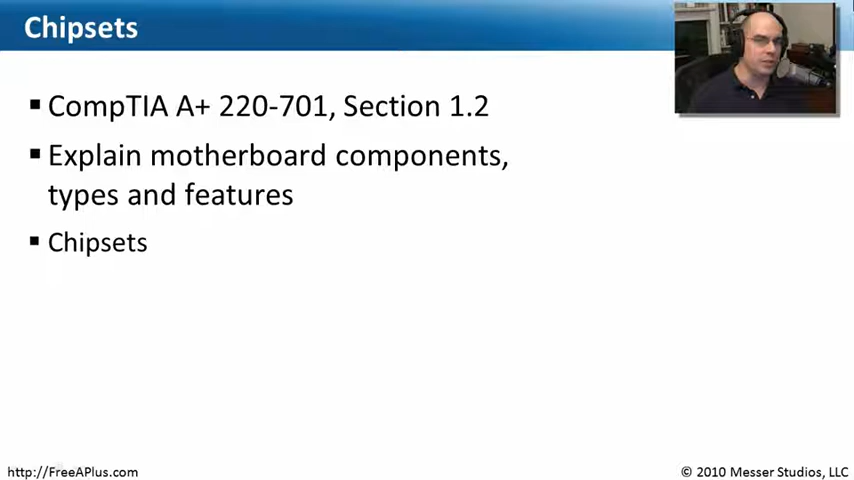 Chipsets
▪ CompTIA A+ 220-701, Section 1.2
▪ Explain motherboard components,
types and features
▪ Chipsets
http://FreeAPlus.com
© 2010 Messer Studios, LLC